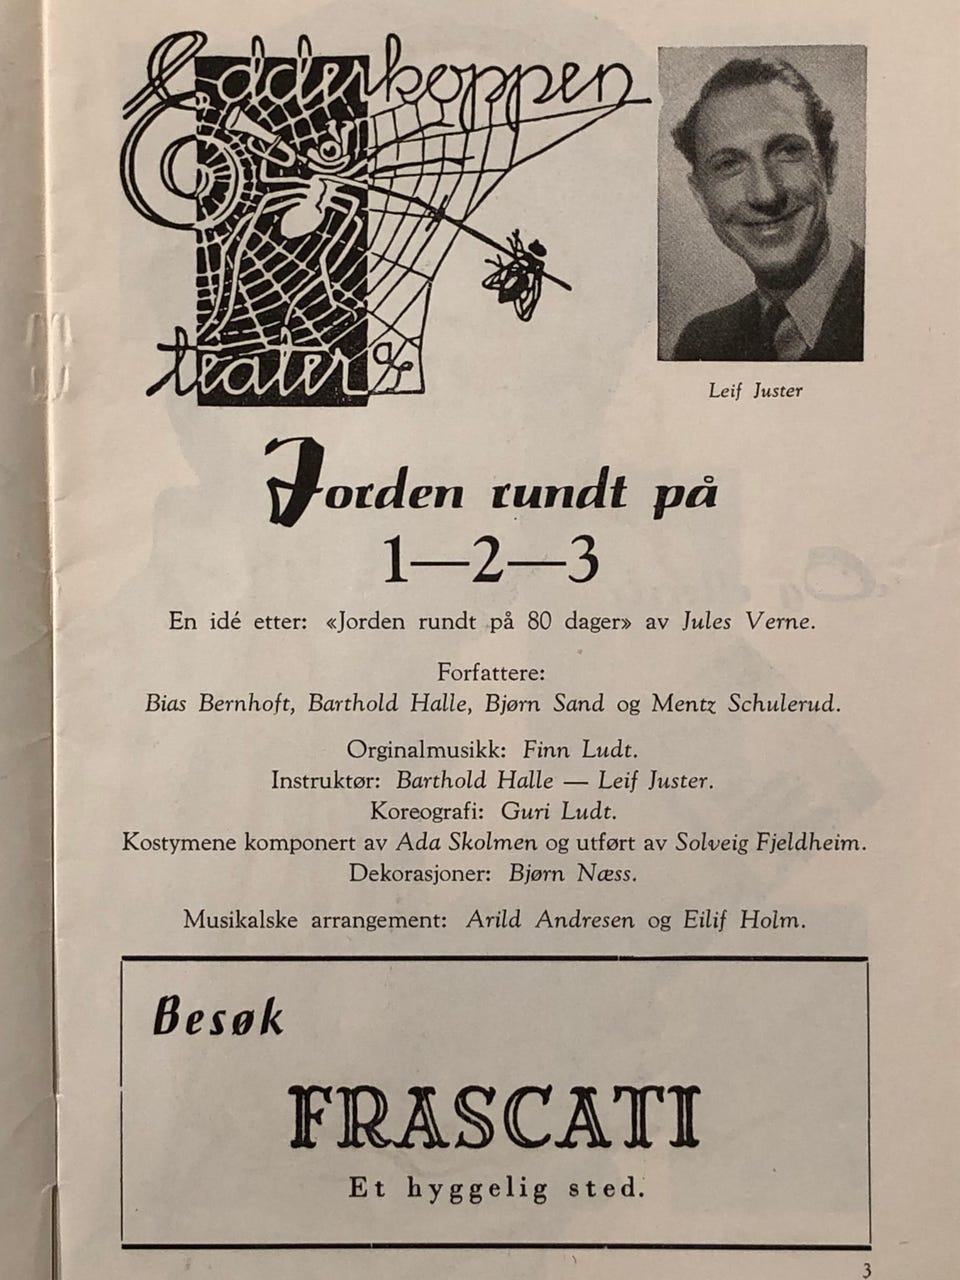 Edderkoppen
teater
Leif Juster
Jorden rundt på
1—2—3
En idé etter: «Jorden rundt på 80 dager» av Jules Verne.
Forfattere:
Bias Bernhoft, Barthold Halle, Bjørn Sand og Mentz Schulerud.
Orginalmusikk: Finn Ludt.
Instruktør: Barthold Halle — Leif Juster.
Koreografi: Guri Ludt.
Kostymene komponert av Ada Skolmen og utført av Solveig Fjeldheim.
Dekorasjoner: Bjørn Næss.
Musikalske arrangement: Arild Andresen og Eilif Holm.
Besøk
FRASCATI
Et hyggelig sted.
3